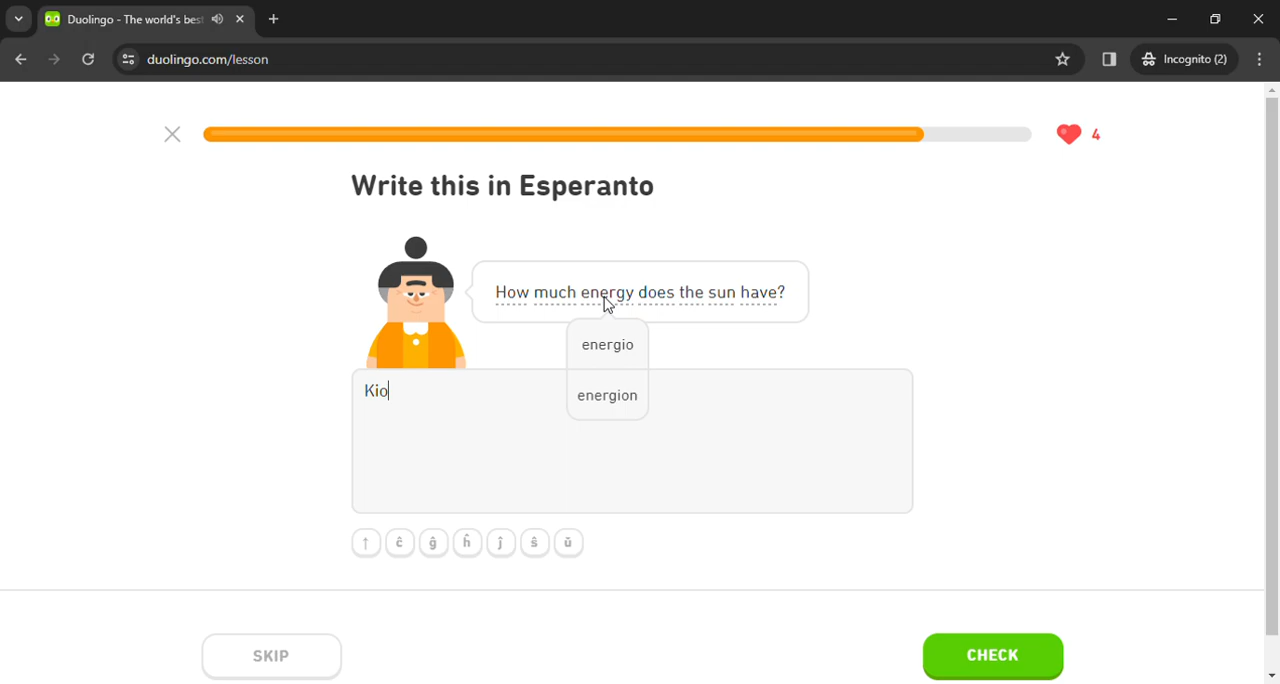 Duolingo - The world's bes
duolingo.com/lesson
Incognito (2)
4
Write this in Esperanto
How much energy does the sun have?
energio
energion
Kio
↑ ĉ ĝ ĥ ĵ ŝ ŭ
SKIP
CHECK